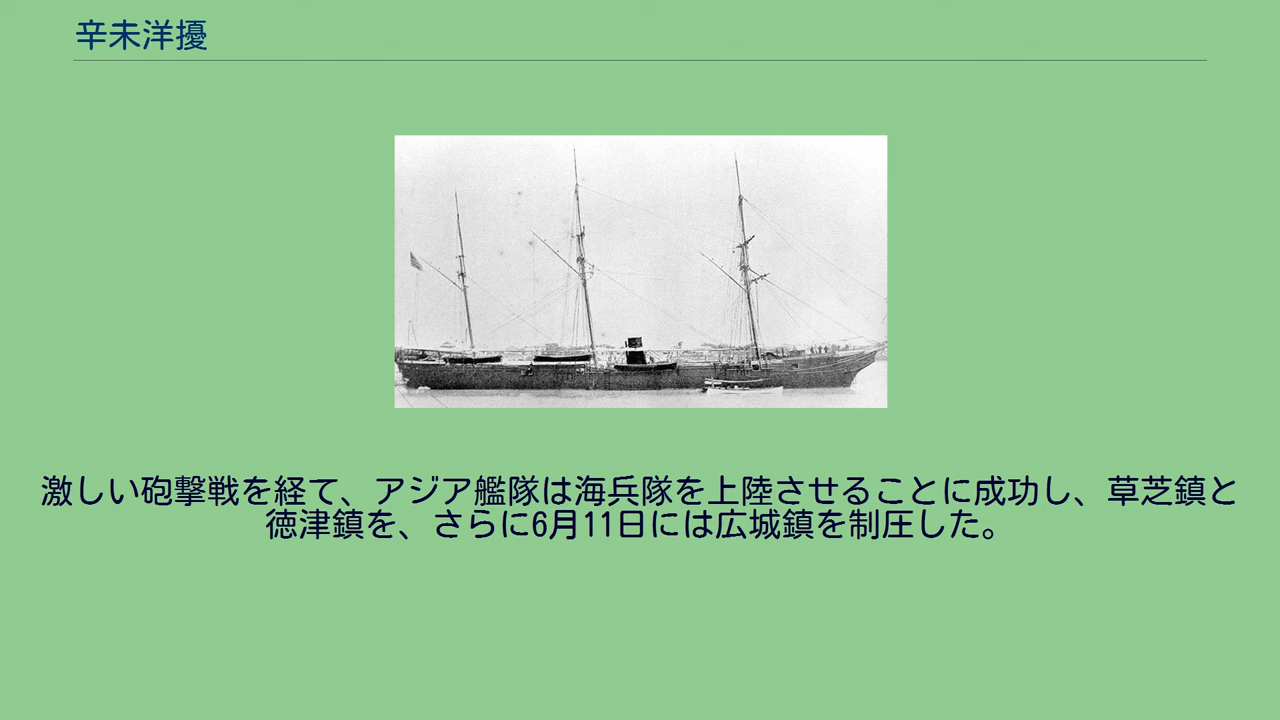 辛未洋擾
激しい砲撃戦を経て、アジア艦隊は海兵隊を上陸させることに成功し、草芝鎮と
徳津鎮を、さらに6月11日には広城鎮を制圧した。